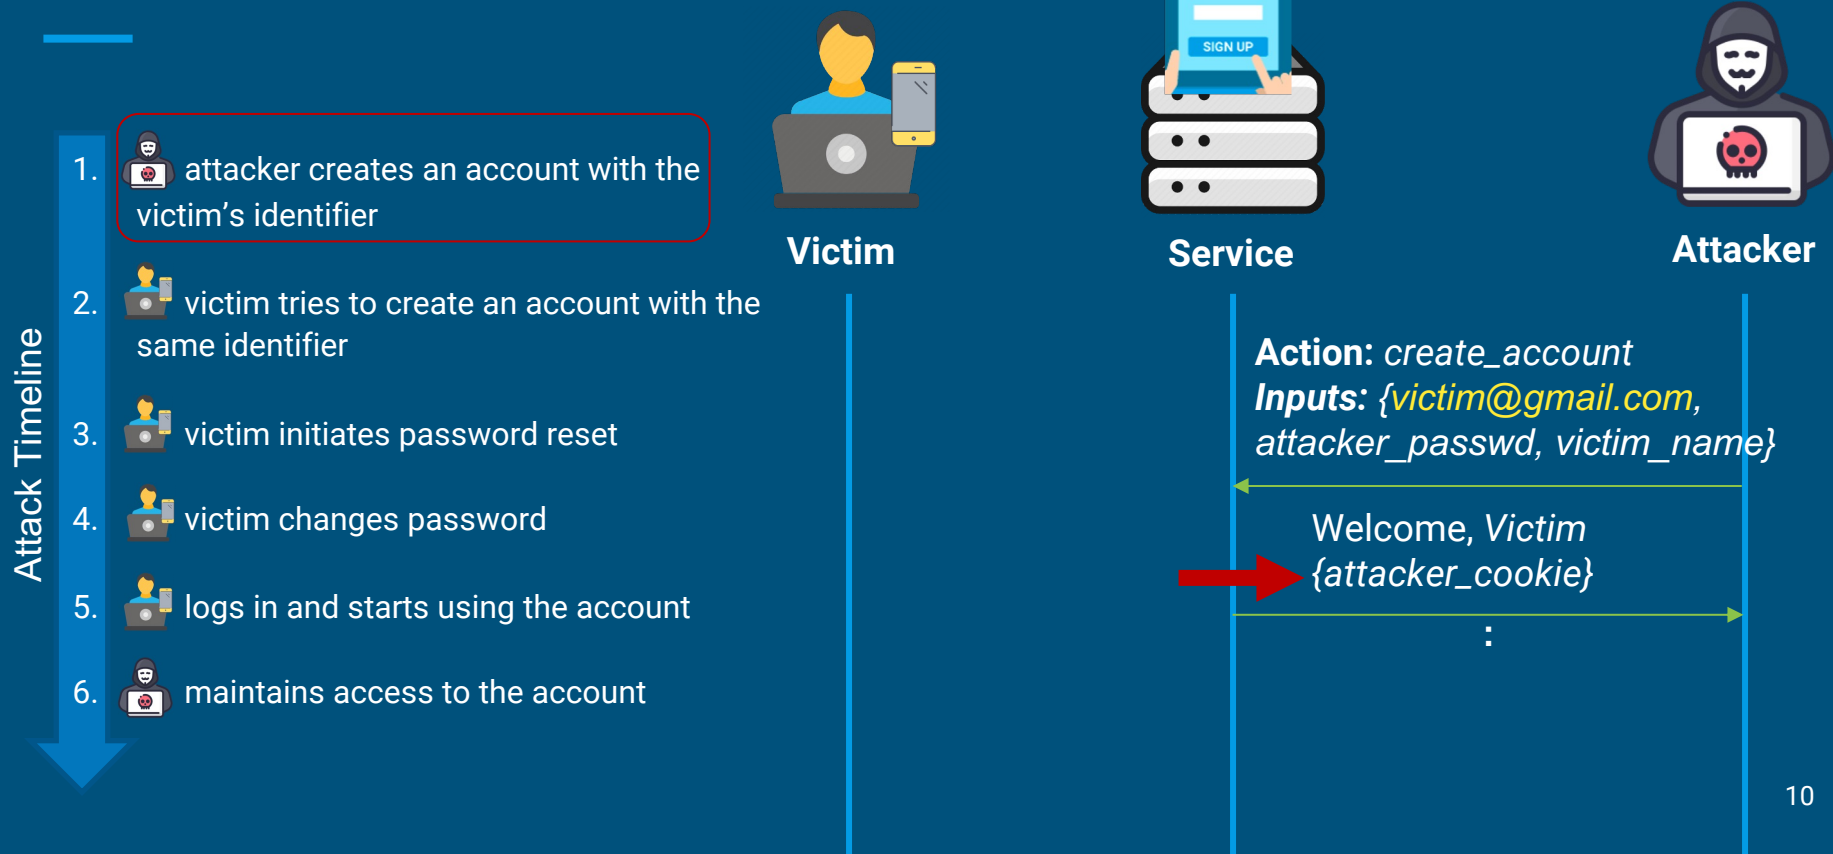 SIGN UP
Attack Timeline
1. attacker creates an account with the
victim’s identifier
2. victim tries to create an account with the
same identifier
3. victim initiates password reset
4. victim changes password
5. logs in and starts using the account
6. maintains access to the account
Victim
Service
Attacker
Action: create_account
Inputs: {victim@gmail.com,
attacker_passwd, victim_name}
Welcome, Victim
{attacker_cookie}
:
10